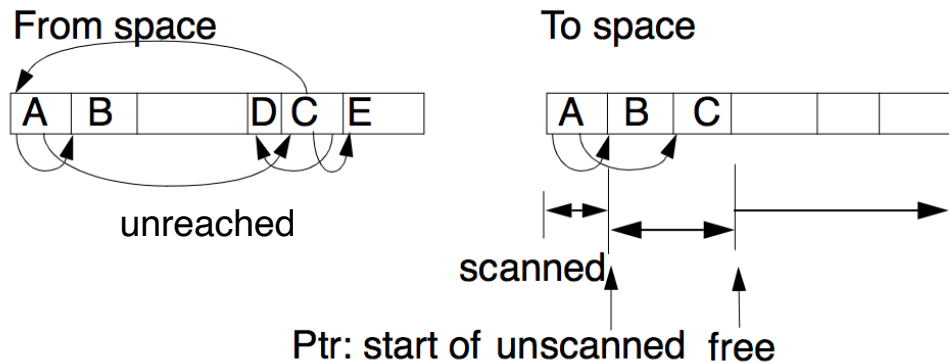 From space
To space
A B D C E
A B C
unreached
scanned
Ptr: start of unscanned free